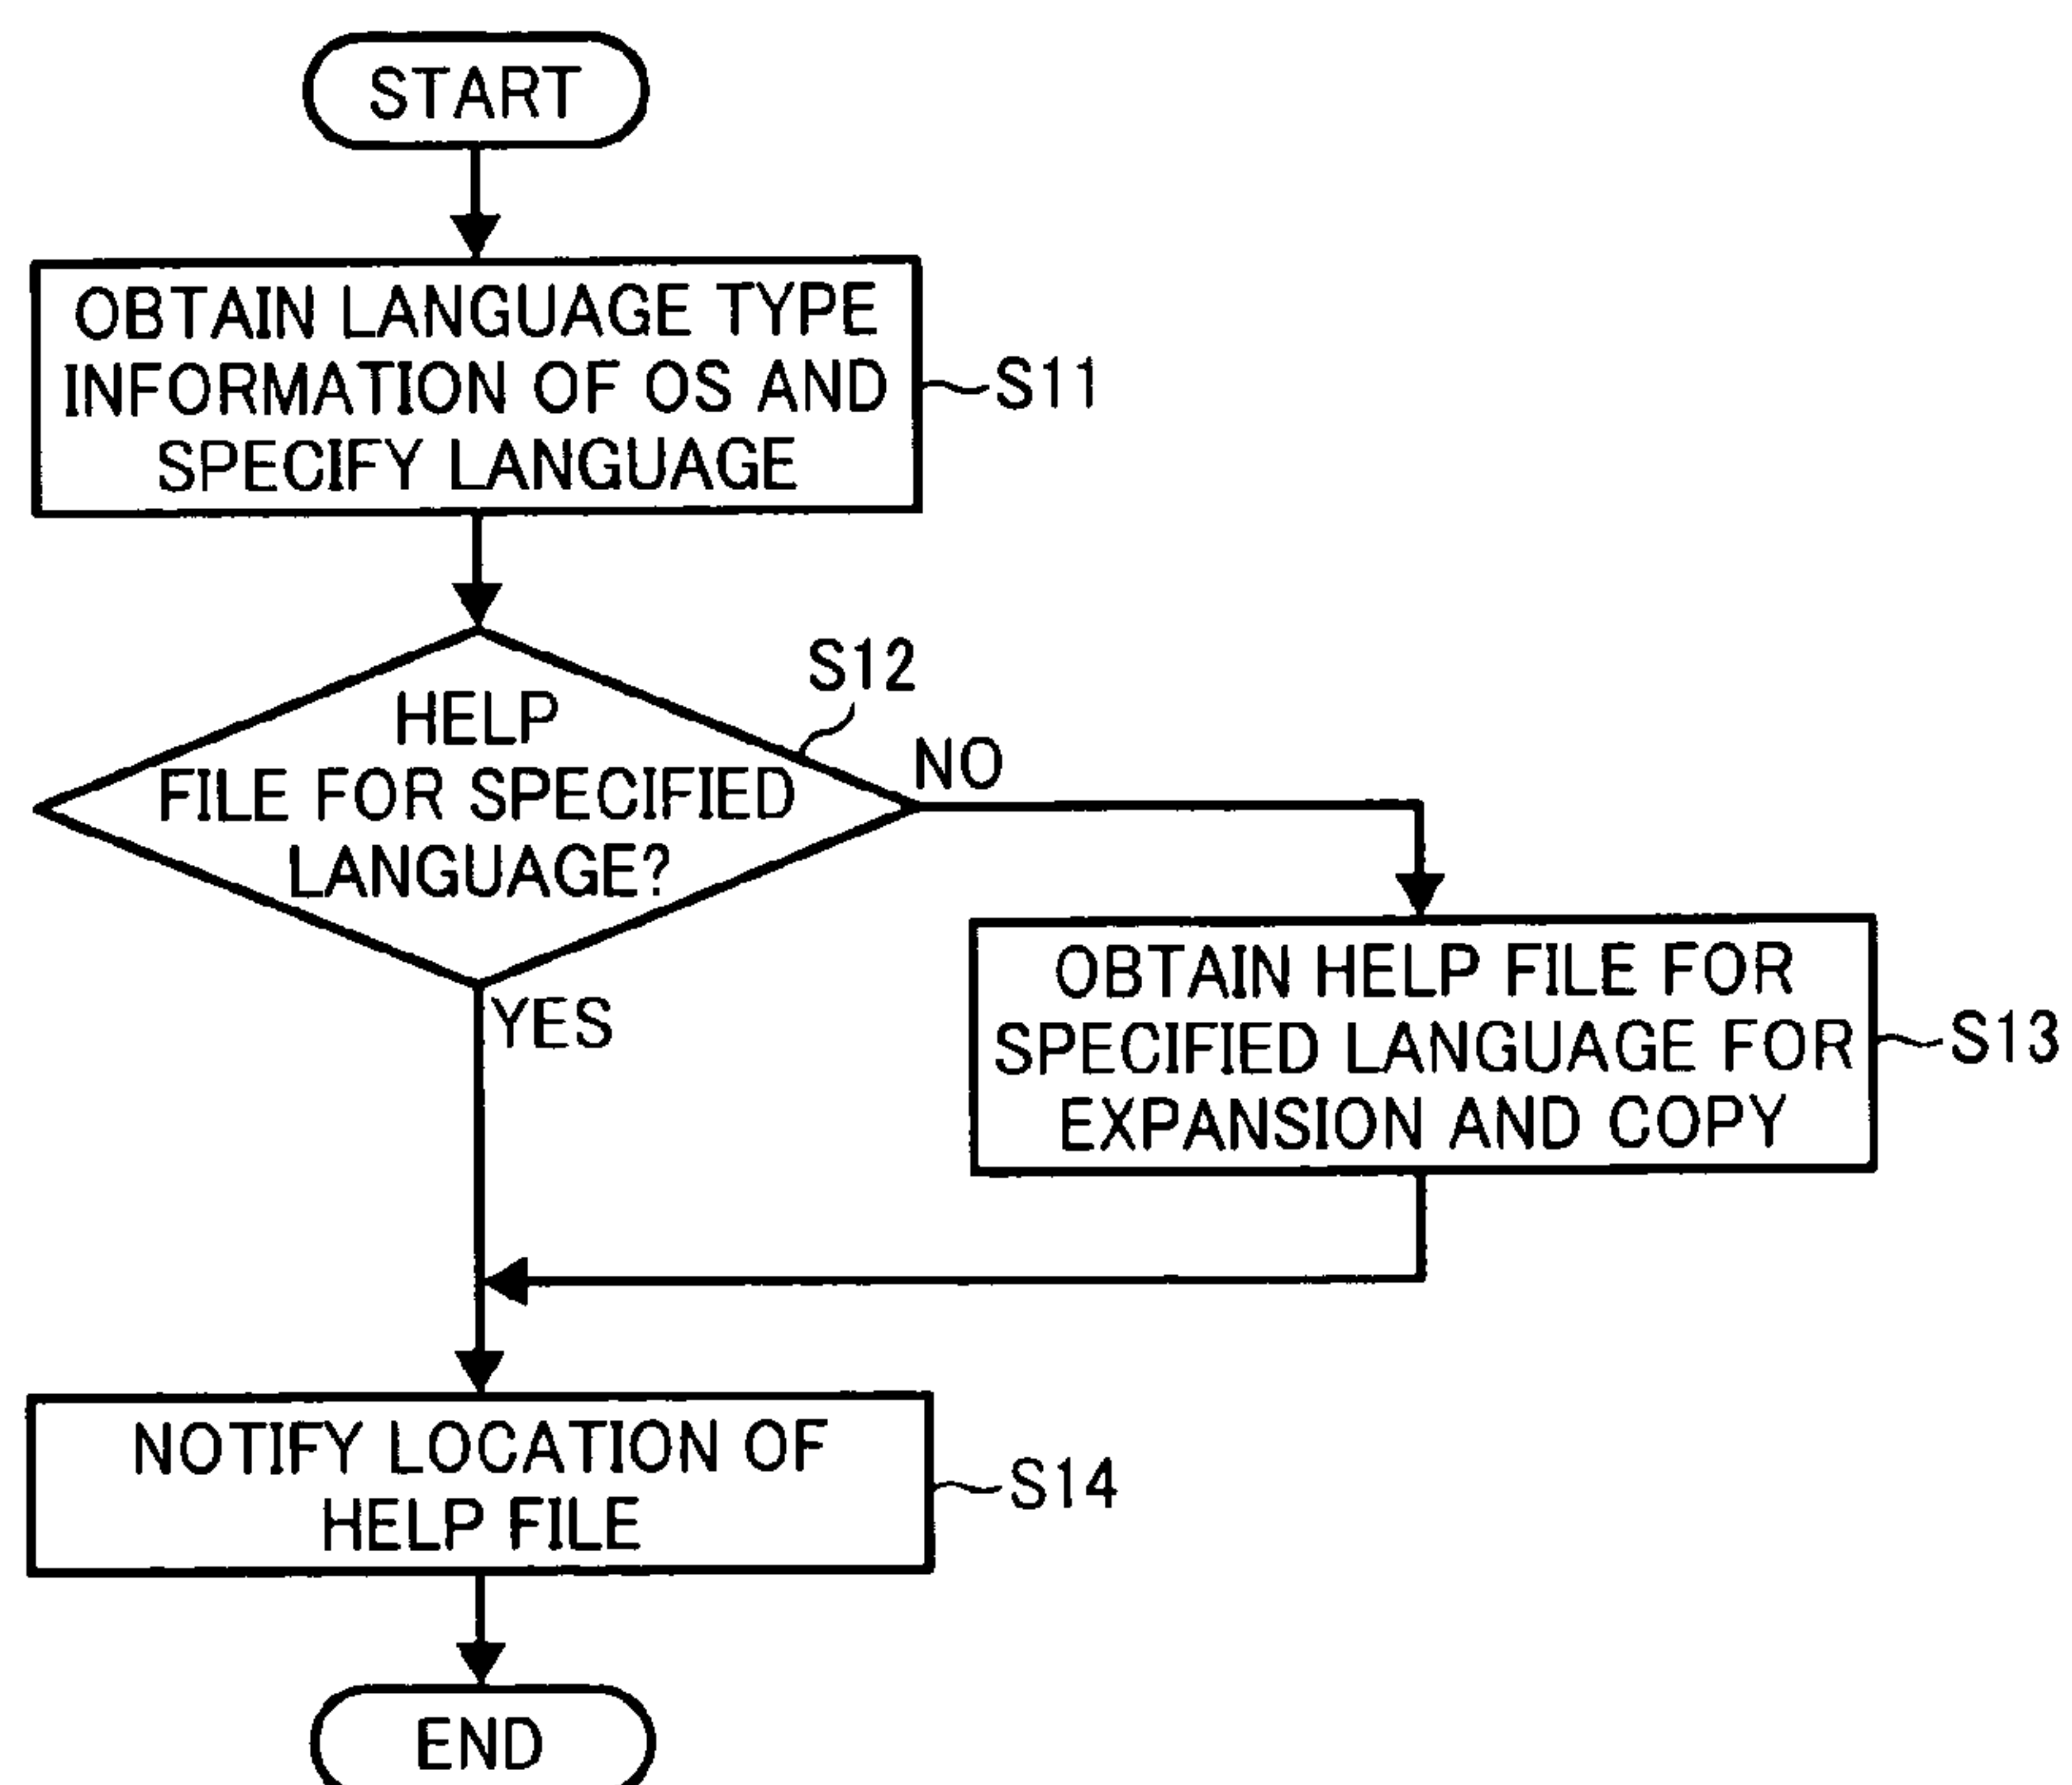 START
OBTAIN LANGUAGE TYPE
INFORMATION OF OS AND
SPECIFY LANGUAGE
S11
S12
HELP
FILE FOR SPECIFIED
LANGUAGE?
NO
YES
OBTAIN HELP FILE FOR
SPECIFIED LANGUAGE FOR
EXPANSION AND COPY
S13
NOTIFY LOCATION OF
HELP FILE
S14
END